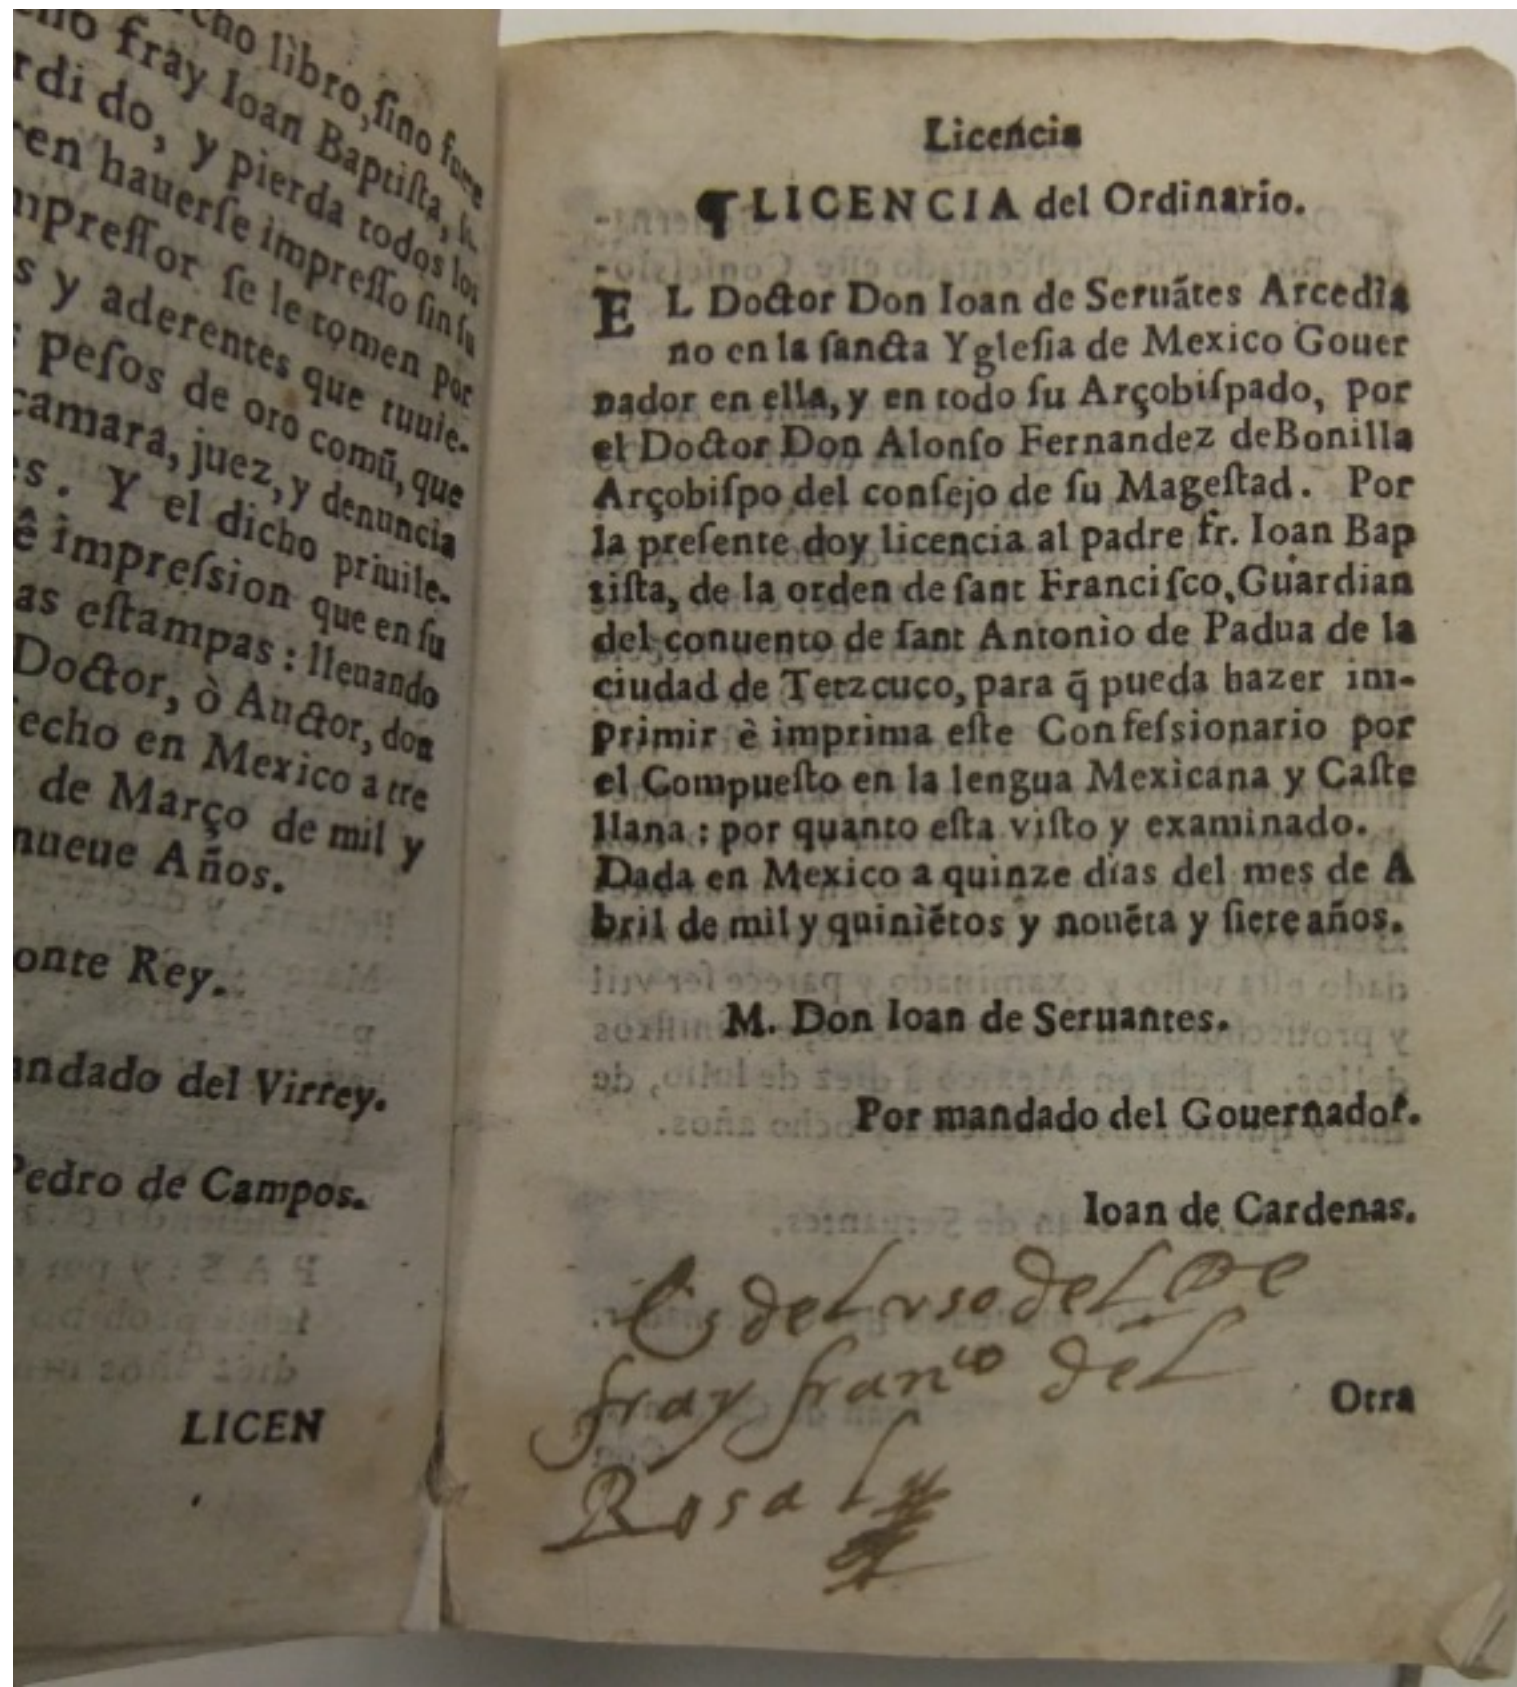 cho libro, sino fuere
fray Ioan Baptista,
rdi do, y pierda todos los
ren hauerse impresso sin su
mpressor se le tomen por
s y aderentes que tuuie-
pesos de oro comũ, que
camara, juez, y denuncia
s. Y el dicho priuile-
ê impression que en su
as estampas : lleuando
Doctor, ò Auctor, don
echo en Mexico a tre
de Março de mil y
nueue Años.
onte Rey.
andado del Virrey.
Pedro de Campos.
LICEN
Licencia
¶ LICENCIA del Ordinario.
EL Doctor Don Ioan de Seruãtes Arcedia
no en la sancta Yglesia de Mexico Gouer
nador en ella, y en todo su Arçobispado, por
el Doctor Don Alonso Fernandez deBonilla
Arçobispo del consejo de su Magestad. Por
la presente doy licencia al padre fr. Ioan Bap
tista, de la orden de sant Francisco, Guardian
del conuento de sant Antonio de Padua de la
ciudad de Tetzcuco, para q̃ pueda hazer im-
primir è imprima este Confessionario por
el Compuesto en la lengua Mexicana y Caste
llana : por quanto esta visto y examinado.
Dada en Mexico a quinze dias del mes de A
bril de mil y quiniẽtos y nouẽta y siete años.
M. Don Ioan de Seruantes.
Por mandado del Gouernador.
Ioan de Cardenas.
Es del vso del Pe
fray franco del
Otra
Rosal